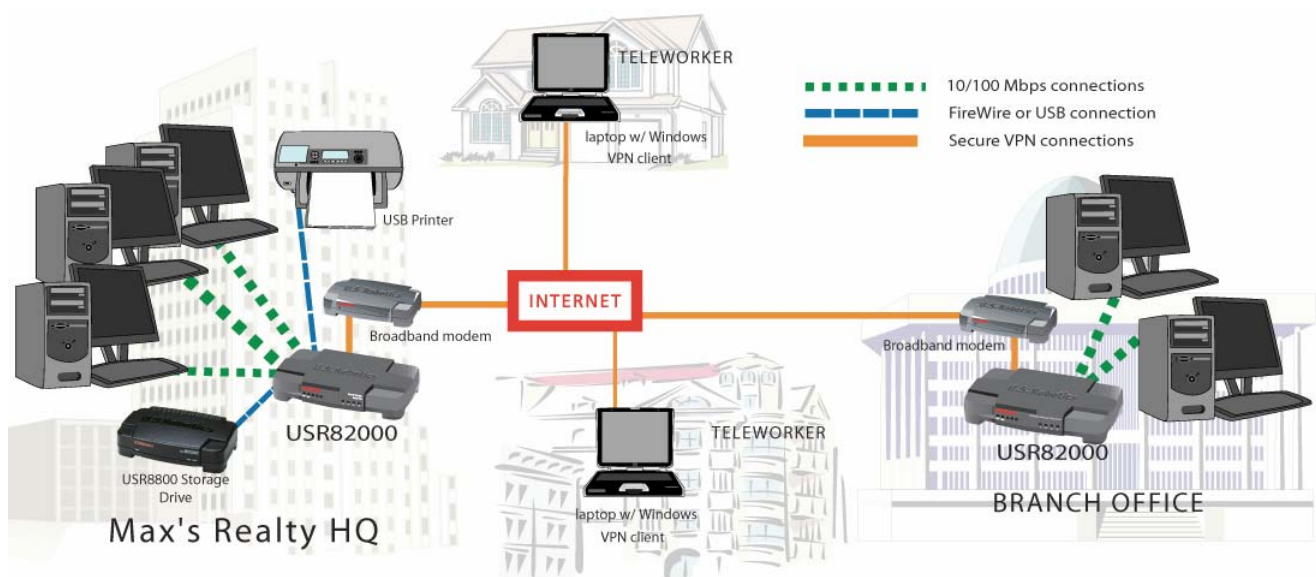 TELEWORKER
laptop w/ Windows
VPN client
10/100 Mbps connections
FireWire or USB connection
Secure VPN connections
USB Printer
INTERNET
Broadband modem
Broadband modem
USR82000
USR8800 Storage
Drive
Max's Realty HQ
TELEWORKER
laptop w/ Windows
VPN client
USR82000
BRANCH OFFICE